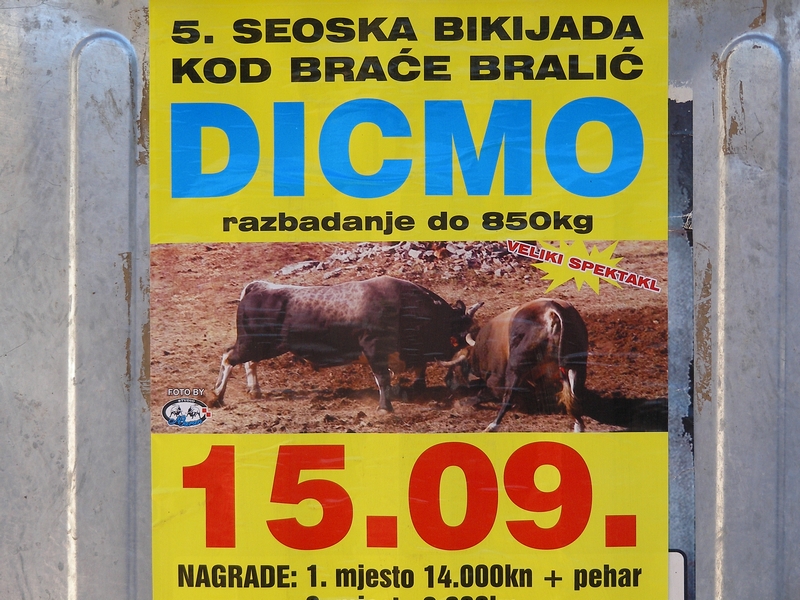 5. SEOSKA BIKIJADA
KOD BRAĆE BRALIĆ
DICMO
razbadanje do 850kg
VELIKI SPEKTAKL
FOTO BY
15.09.
NAGRADE: 1. mjesto 14.000kn + pehar